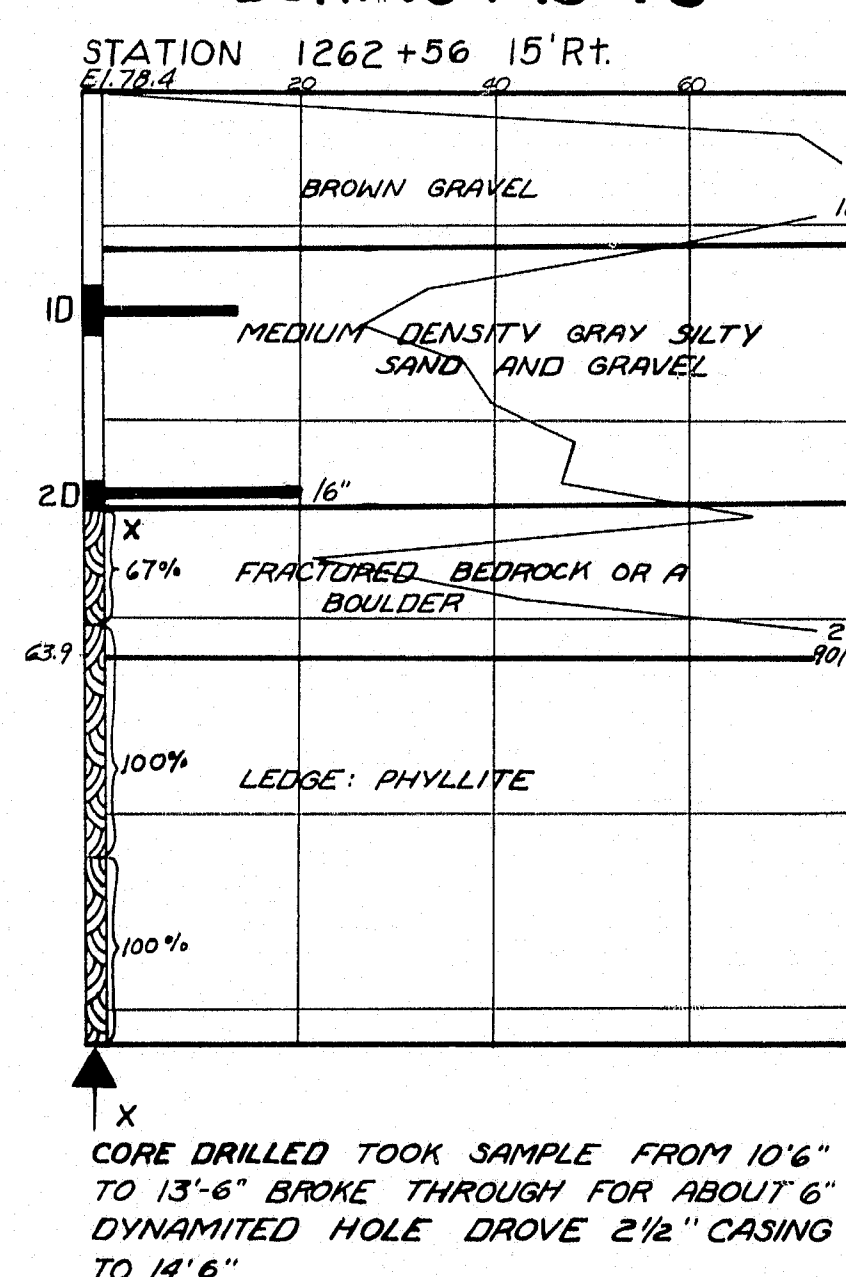 STATION 1262+56 15'Rt.
El.78.4 20 40 60
BROWN GRAVEL
1D
MEDIUM DENSITY GRAY SILTY
SAND AND GRAVEL
2D 16"
X
67% FRACTURED BEDROCK OR A
BOULDER
2
63.9
100% LEDGE: PHYLLITE
100%
X
CORE DRILLED TOOK SAMPLE FROM 10'6"
TO 13'-6" BROKE THROUGH FOR ABOUT 6"
DYNAMITED HOLE DROVE 2 1/2" CASING
TO 14'6"